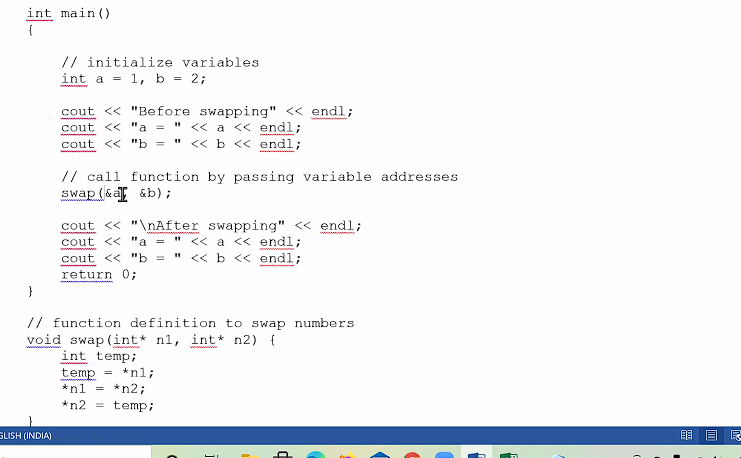 int main()
{
// initialize variables
int a = 1, b = 2;
cout << "Before swapping" << endl;
cout << "a = " << a << endl;
cout << "b = " << b << endl;
// call function by passing variable addresses
swap(&a, &b);
cout << "\nAfter swapping" << endl;
cout << "a = " << a << endl;
cout << "b = " << b << endl;
return 0;
}
// function definition to swap numbers
void swap(int* n1, int* n2) {
int temp;
temp = *n1;
*n1 = *n2;
*n2 = temp;
}
GLISH (INDIA)